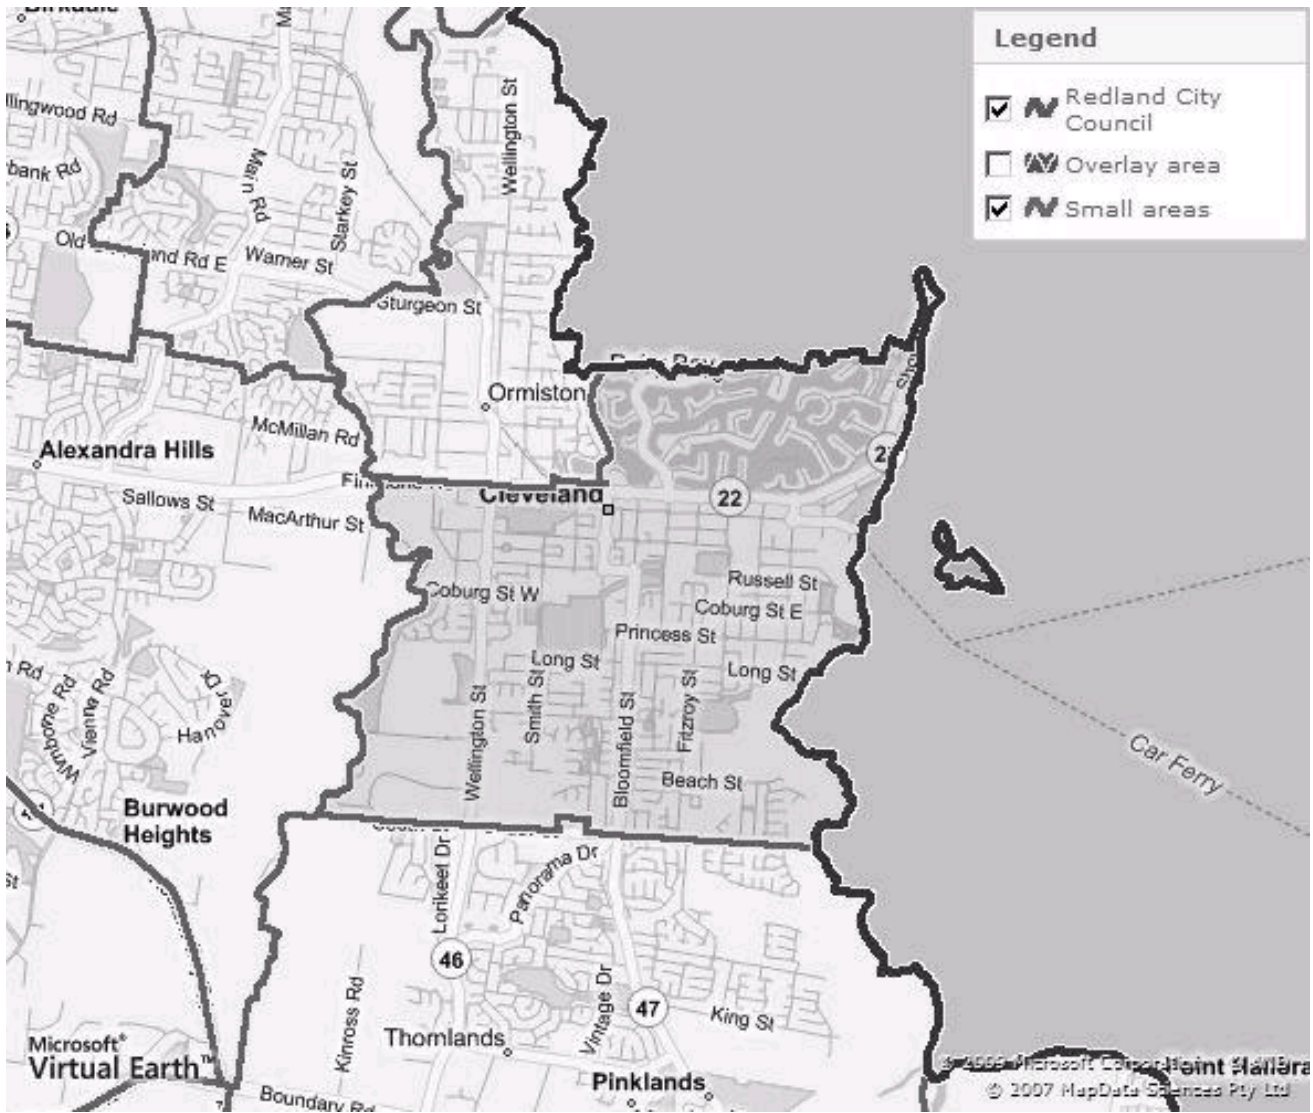 Legend
Redland City
Council
Overlay area
Small areas
Wellington St
Main Rd
Starkey St
Warner St
Sturgeon St
Ormiston
McMillan Rd
Alexandra Hills
Sallows St
MacArthur St
Cleveland
22
Russell St
Coburg St W
Coburg St E
Princess St
Long St
Long St
Hanover Dr
Wimborne Rd
Vienna Rd
Wellington St
Smith St
Bloomfield St
Fitzroy St
Beach St
Car Ferry
Burwood
Heights
Lorikeet Dr
Panorama Dr
46
47
Kinross Rd
Vintage Dr
King St
Thornlands
Pinklands
Boundary Rd
Microsoft®
Virtual Earth™
© 2007 MapData Sciences Pty Ltd